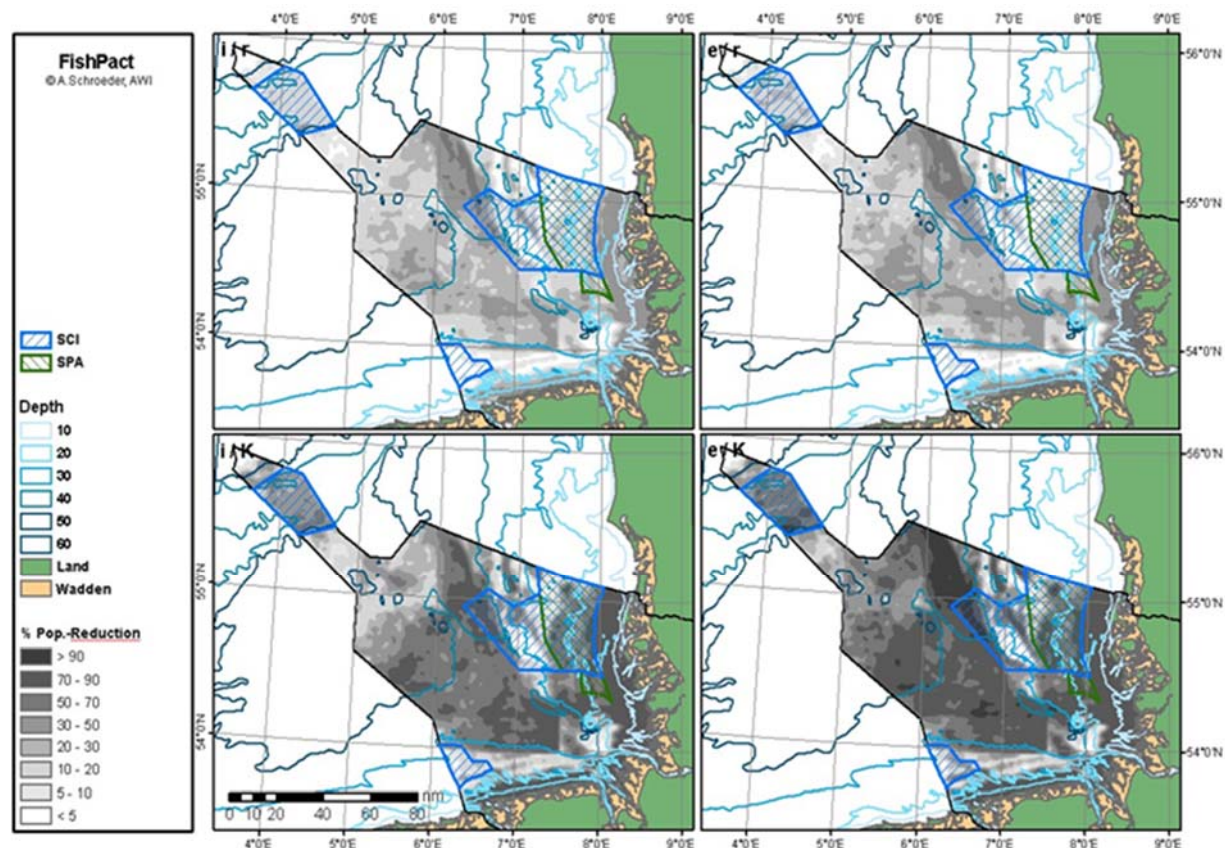 4°0'E 5°0'E 6°0'E 7°0'E 8°0'E 9°0'E 4°0'E 5°0'E 6°0'E 7°0'E 8°0'E 9°0'E
FishPact
© A.Schroeder, AWI
i / r
e / r
56°0'N
55°0'N
55°0'N
54°0'N
54°0'N
SCI
SPA
Depth
10
20
30
40
50
60
Land
Wadden
% Pop.-Reduction
> 90
70 - 90
50 - 70
30 - 50
20 - 30
10 - 20
5 - 10
< 5
i / K
e / K
56°0'N
55°0'N
55°0'N
54°0'N
54°0'N
0 10 20 40 60 80 nm
4°0'E 5°0'E 6°0'E 7°0'E 8°0'E 9°0'E 4°0'E 5°0'E 6°0'E 7°0'E 8°0'E 9°0'E